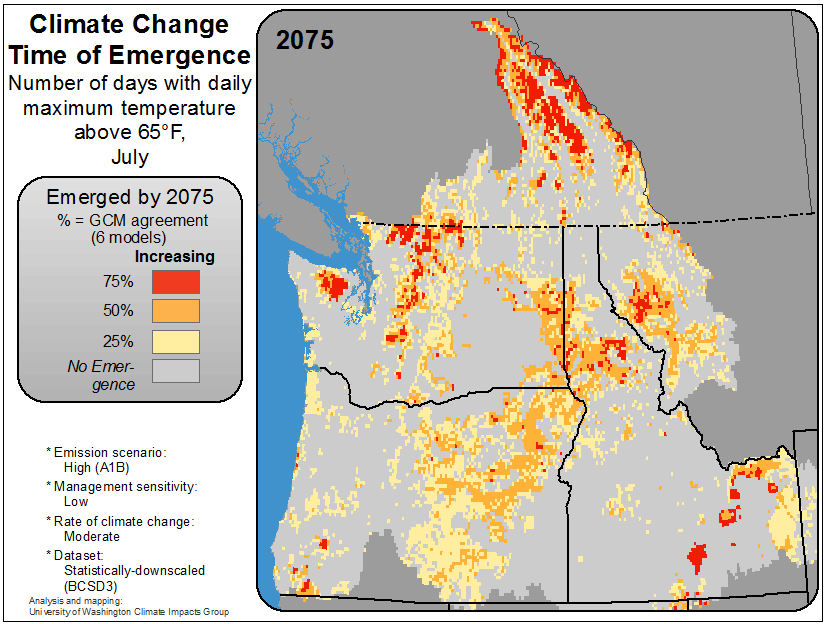 Climate Change
Time of Emergence
Number of days with daily
maximum temperature
above 65°F,
July
2075
Emerged by 2075
% = GCM agreement
(6 models)
Increasing
75%
50%
25%
No Emer-
gence
* Emission scenario:
High (A1B)
* Management sensitivity:
Low
* Rate of climate change:
Moderate
* Dataset:
Statistically-downscaled
(BCSD3)
Analysis and mapping:
University of Washington Climate Impacts Group